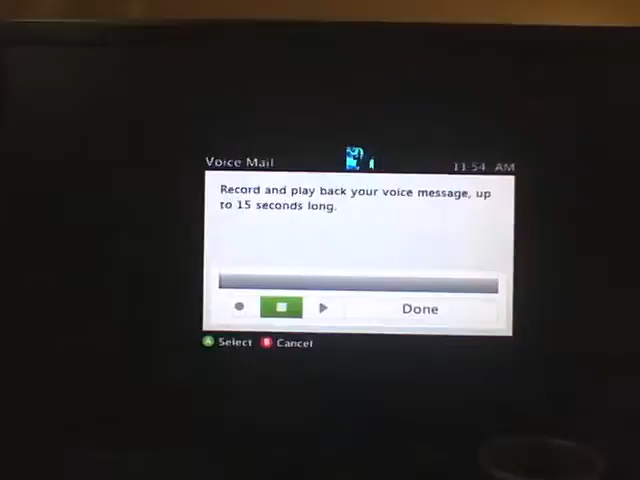 Voice Mail
11:54 AM
Record and play back your voice message, up
to 15 seconds long.
Done
A Select B Cancel